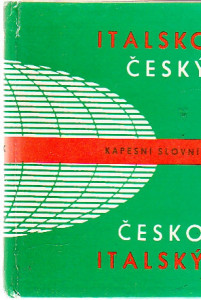 ITALSKO
ČESKÝ
KAPESNÍ SLOVNÍ
ČESKO
ITALSKÝ